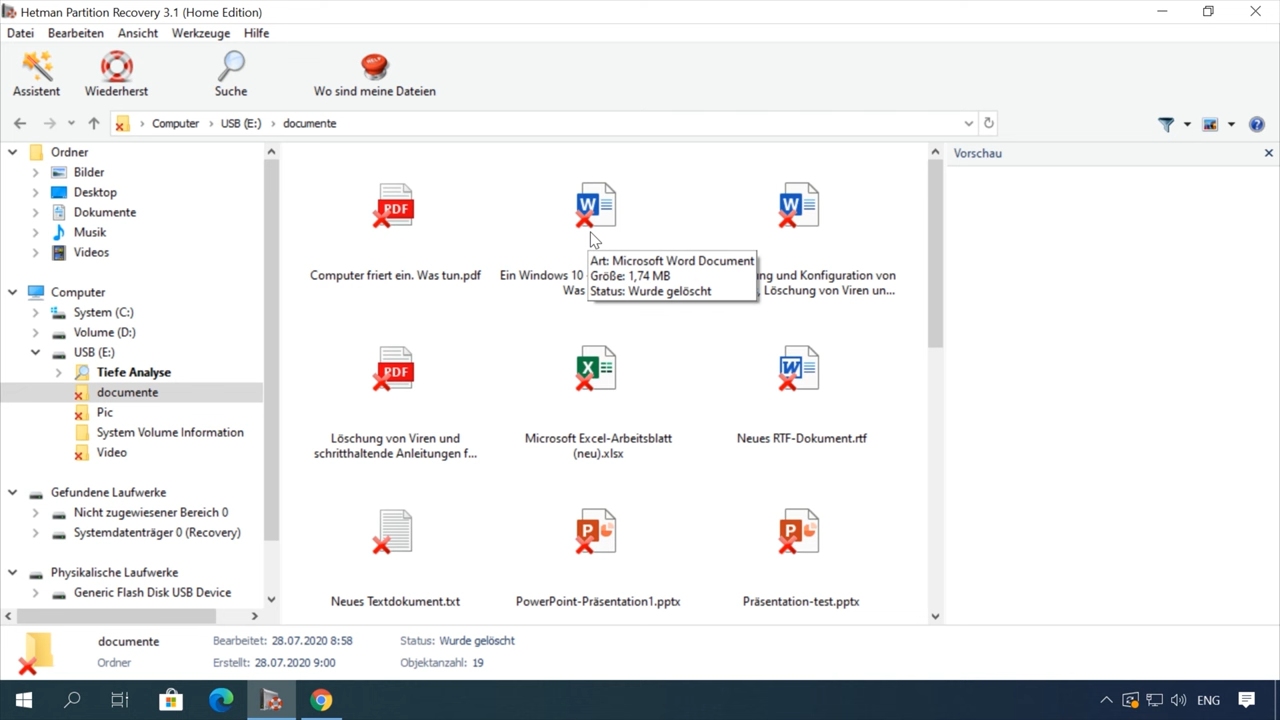 Hetman Partition Recovery 3.1 (Home Edition)
Datei Bearbeiten Ansicht Werkzeuge Hilfe
Assistent Wiederherst Suche Wo sind meine Dateien
Computer USB (E:) documente
Ordner
Bilder
Desktop
Dokumente
Musik
Videos
Computer
System (C:)
Volume (D:)
USB (E:)
Tiefe Analyse
documente
Pic
System Volume Information
Video
Gefundene Laufwerke
Nicht zugewiesener Bereich 0
Systemdatenträger 0 (Recovery)
Physikalische Laufwerke
Generic Flash Disk USB Device
PDF
W
W
Computer friert ein. Was tun.pdf
Ein Windows 10
Was
ung und Konfiguration von
, Löschung von Viren un...
Art: Microsoft Word Document
Größe: 1,74 MB
Status: Wurde gelöscht
PDF
X
W
Löschung von Viren und
schritthaltende Anleitungen f...
Microsoft Excel-Arbeitsblatt
(neu).xlsx
Neues RTF-Dokument.rtf
P
P
Neues Textdokument.txt
PowerPoint-Präsentation1.pptx
Präsentation-test.pptx
Vorschau
documente
Ordner
Bearbeitet: 28.07.2020 8:58
Erstellt: 28.07.2020 9:00
Status: Wurde gelöscht
Objektanzahl: 19
ENG